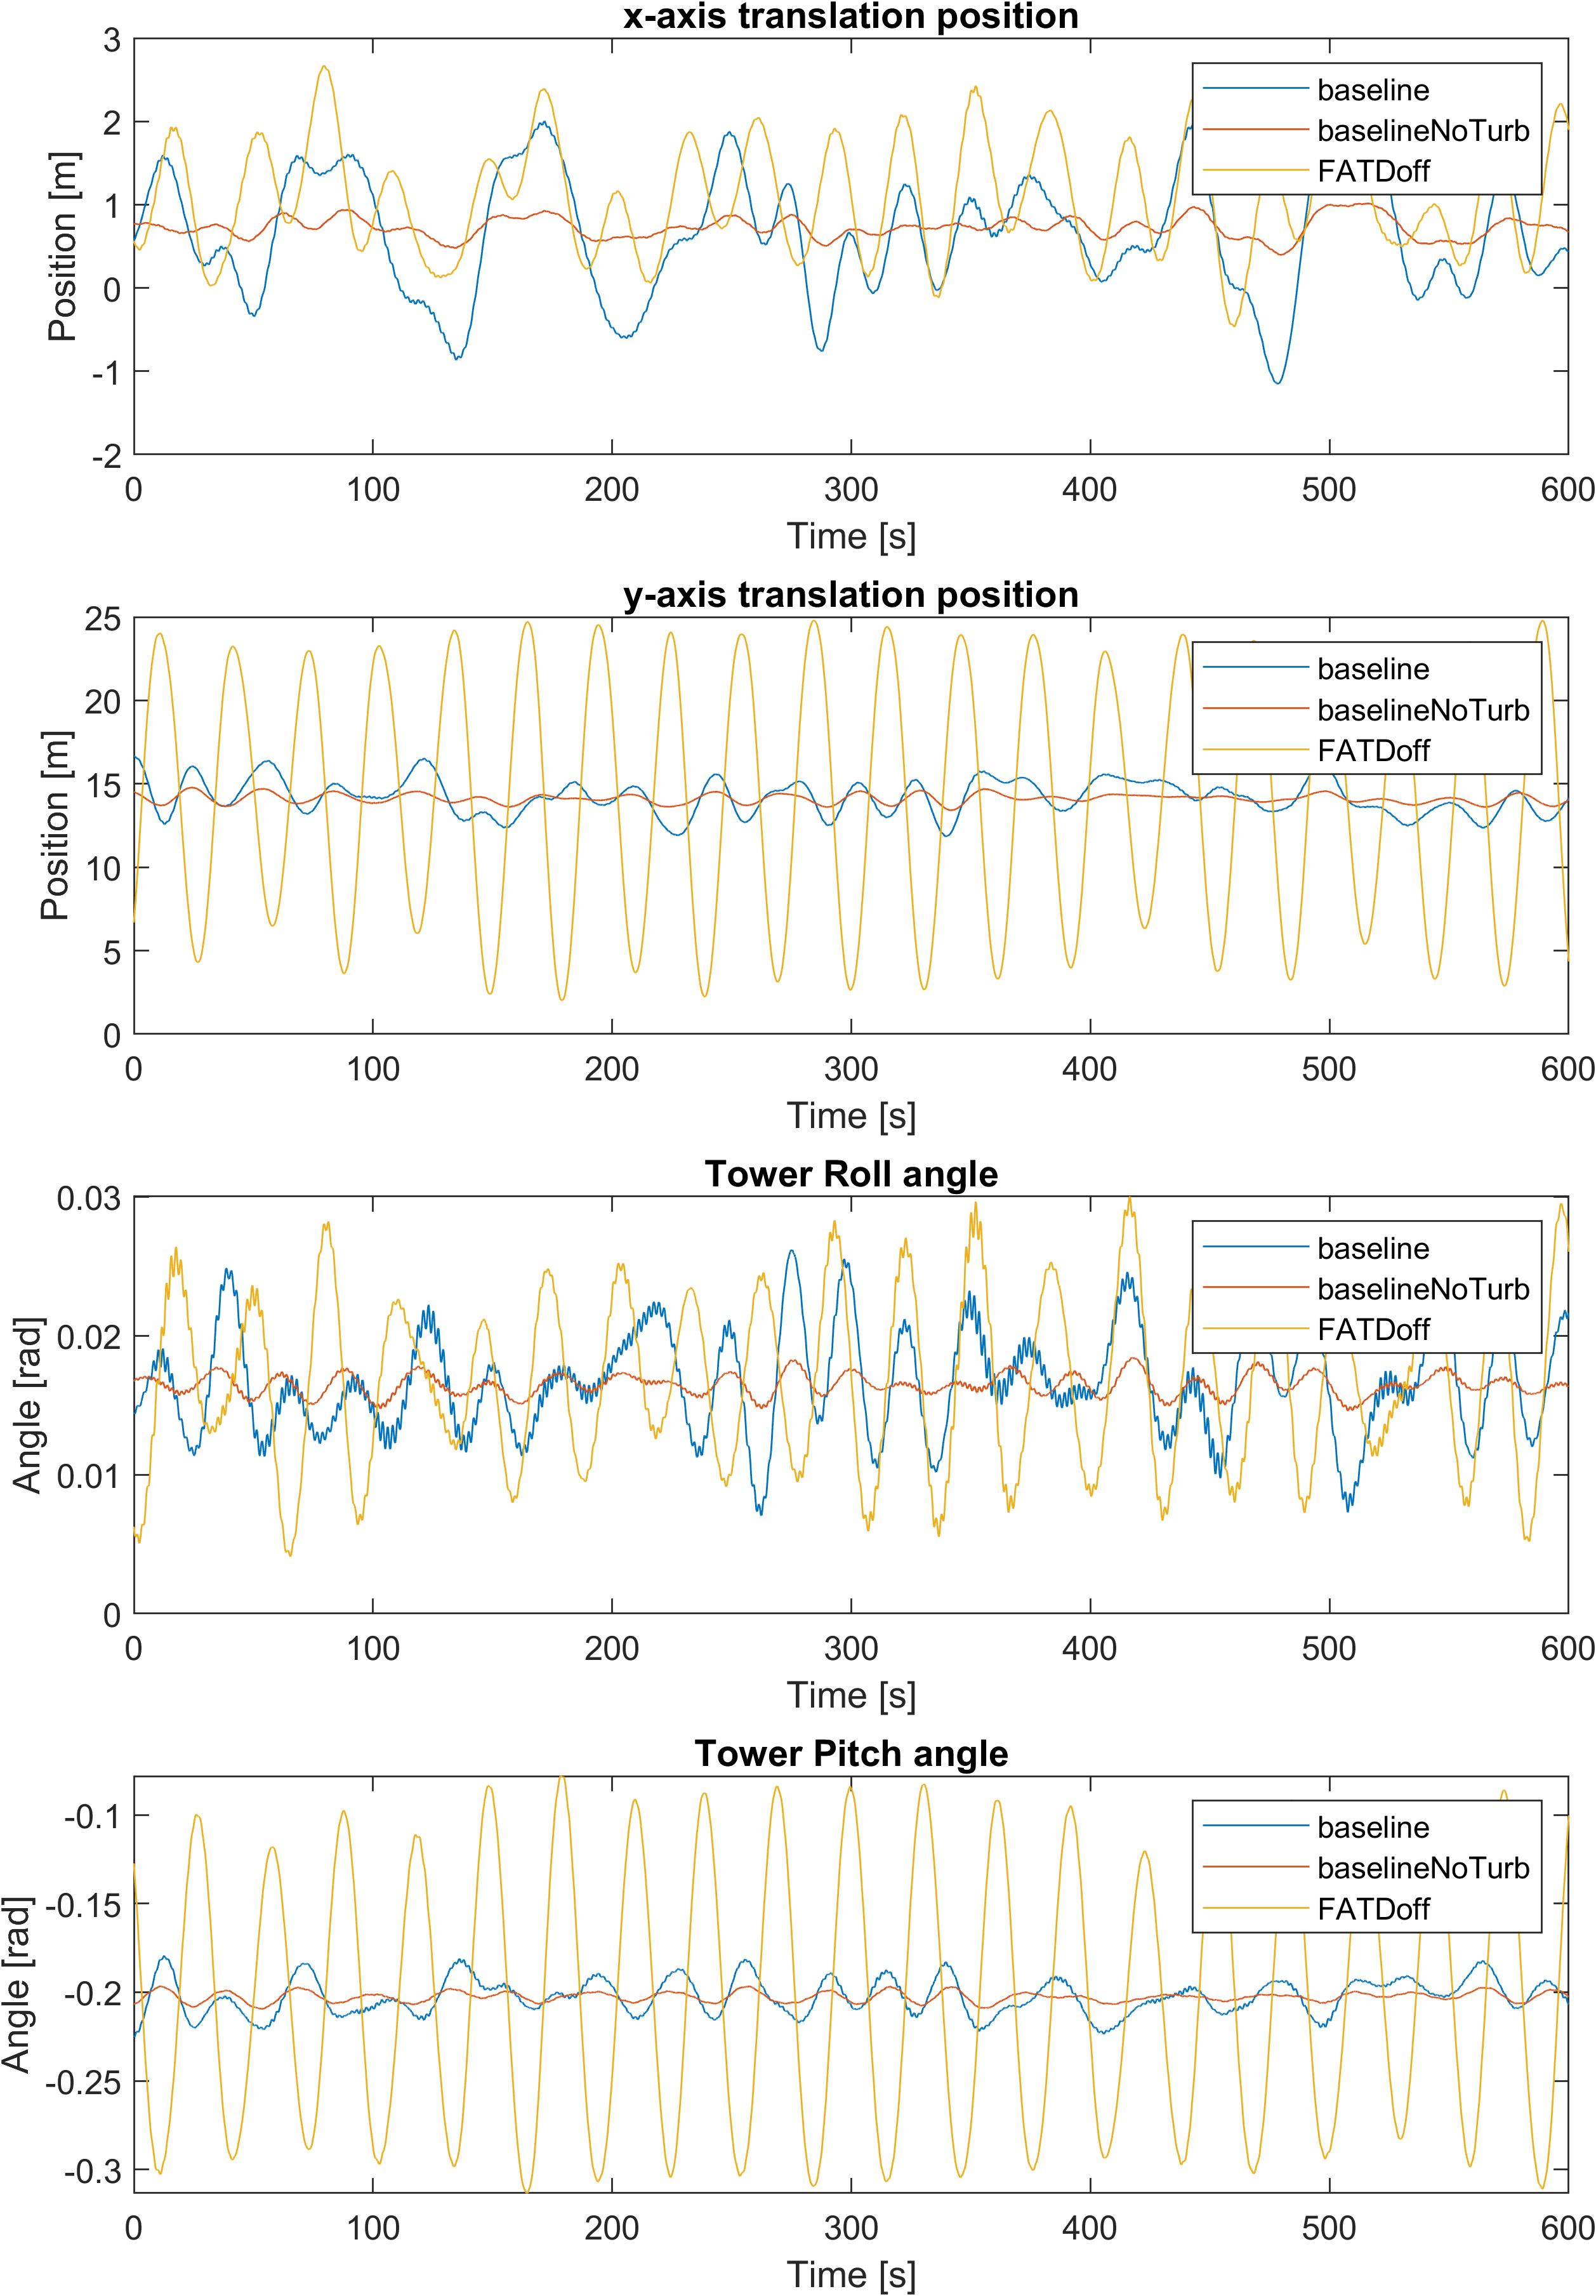 x-axis translation position
3
2
1
0
-1
-2
Position [m]
baseline
baselineNoTurb
FATDoff
0 100 200 300 400 500 600
Time [s]
y-axis translation position
25
20
15
10
5
0
Position [m]
baseline
baselineNoTurb
FATDoff
0 100 200 300 400 500 600
Time [s]
Tower Roll angle
0.03
0.02
0.01
0
Angle [rad]
baseline
baselineNoTurb
FATDoff
0 100 200 300 400 500 600
Time [s]
Tower Pitch angle
-0.1
-0.15
-0.2
-0.25
-0.3
Angle [rad]
baseline
baselineNoTurb
FATDoff
0 100 200 300 400 500 600
Time [s]